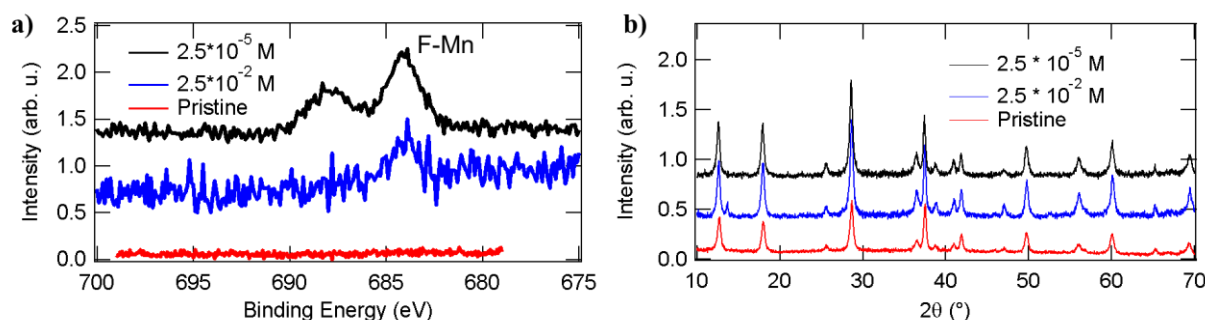 a)
2.5*10⁻⁵ M
2.5*10⁻² M
Pristine
F-Mn
Intensity (arb. u.)
2.5
2.0
1.5
1.0
0.5
0.0
700 695 690 685 680 675
Binding Energy (eV)
b)
2.5 * 10⁻⁵ M
2.5 * 10⁻² M
Pristine
Intensity (arb. u.)
2.0
1.5
1.0
0.5
0.0
10 20 30 40 50 60 70
2θ (°)